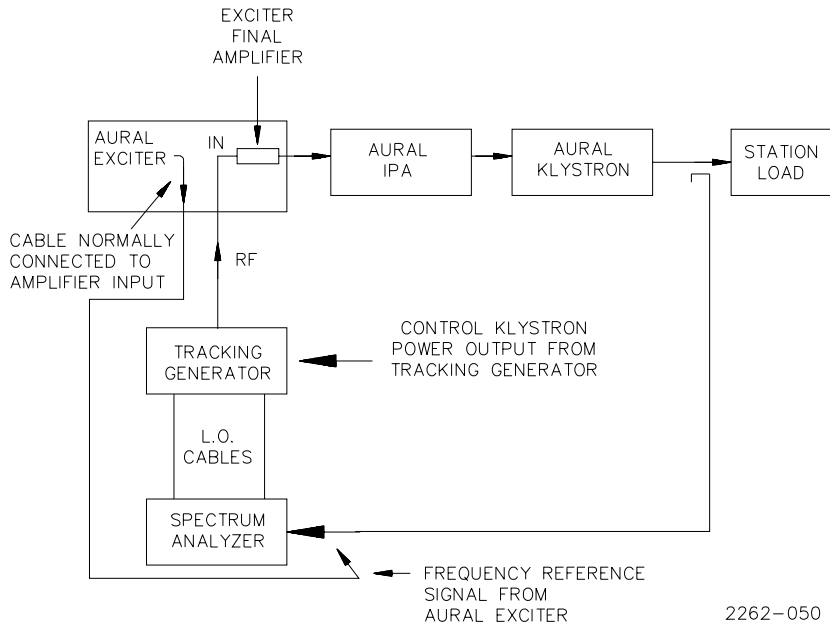 EXCITER
FINAL
AMPLIFIER
AURAL
EXCITER
IN
AURAL
IPA
AURAL
KLYSTRON
STATION
LOAD
CABLE NORMALLY
CONNECTED TO
AMPLIFIER INPUT
RF
TRACKING
GENERATOR
CONTROL KLYSTRON
POWER OUTPUT FROM
TRACKING GENERATOR
L.O.
CABLES
SPECTRUM
ANALYZER
FREQUENCY REFERENCE
SIGNAL FROM
AURAL EXCITER
2262-050